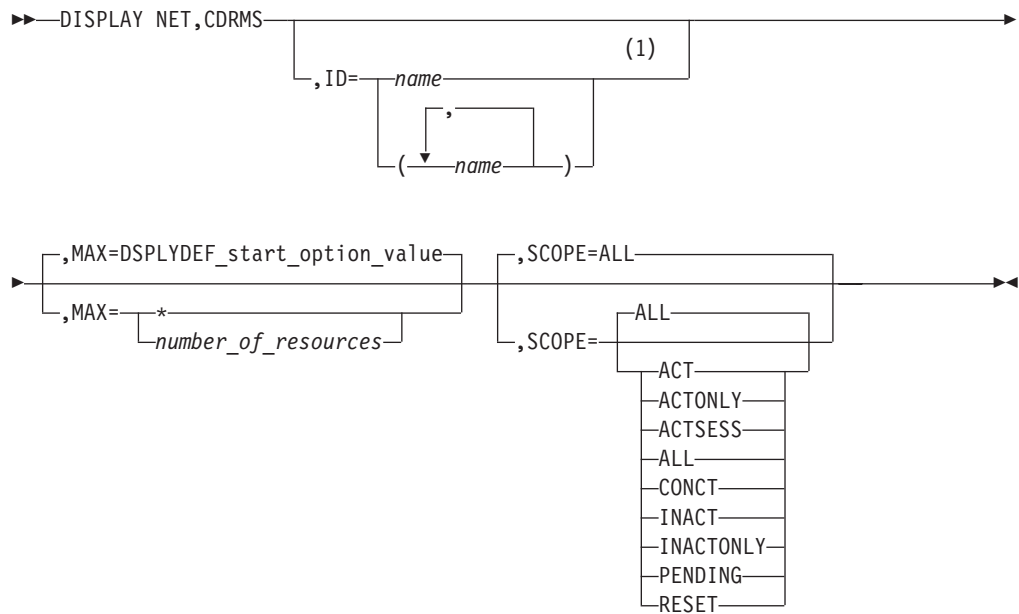 DISPLAY NET,CDRMS
(1)
,ID= name
,
( name )
,MAX=DSPLYDEF_start_option_value ,SCOPE=ALL
,MAX= * ALL
number_of_resources ,SCOPE=
ACT
ACTONLY
ACTSESS
ALL
CONCT
INACT
INACTONLY
PENDING
RESET